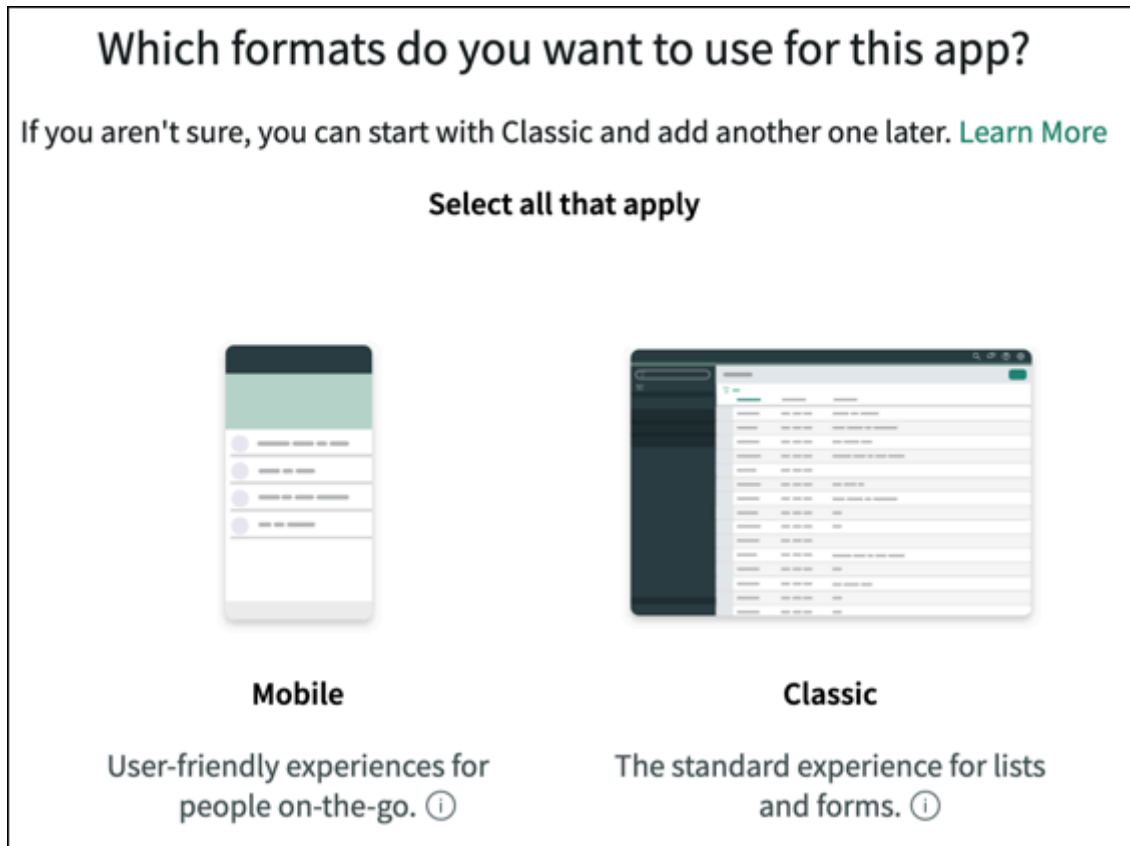 Which formats do you want to use for this app?
If you aren't sure, you can start with Classic and add another one later. Learn More
Select all that apply
Mobile
Classic
User-friendly experiences for
people on-the-go.
The standard experience for lists
and forms.